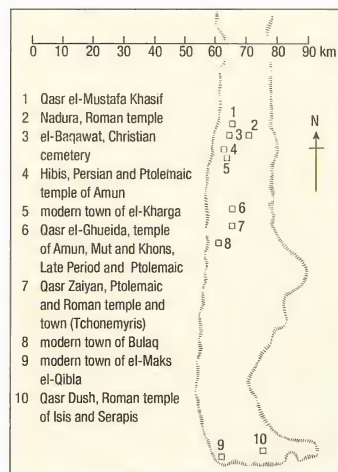 0 10 20 30 40 50 60 70 80 90 km
1 Qasr el-Mustafa Khasif
2 Nadura, Roman temple
3 el-Baqawat, Christian
cemetery
4 Hibis, Persian and Ptolemaic
temple of Amun
5 modern town of el-Kharga
6 Qasr el-Ghueida, temple
of Amun, Mut and Khons,
Late Period and Ptolemaic
7 Qasr Zaiyan, Ptolemaic
and Roman temple and
town (Tchonemyris)
8 modern town of Bulaq
9 modern town of el-Maks
el-Qibla
10 Qasr Dush, Roman temple
of Isis and Serapis
N
1
3 2
4
5
6
7
8
9 10